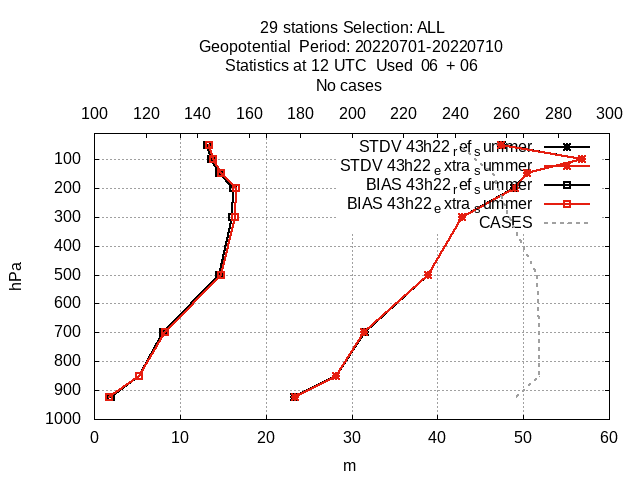 29 stations Selection: ALL
Geopotential Period: 20220701-20220710
Statistics at 12 UTC Used 06 + 06
No cases
100 120 140 160 180 200 220 240 260 280 300
STDV 43h22_ref_summer
STDV 43h22_extra_summer
BIAS 43h22_ref_summer
BIAS 43h22_extra_summer
CASES
hPa
100
200
300
400
500
600
700
800
900
1000
0 10 20 30 40 50 60
m